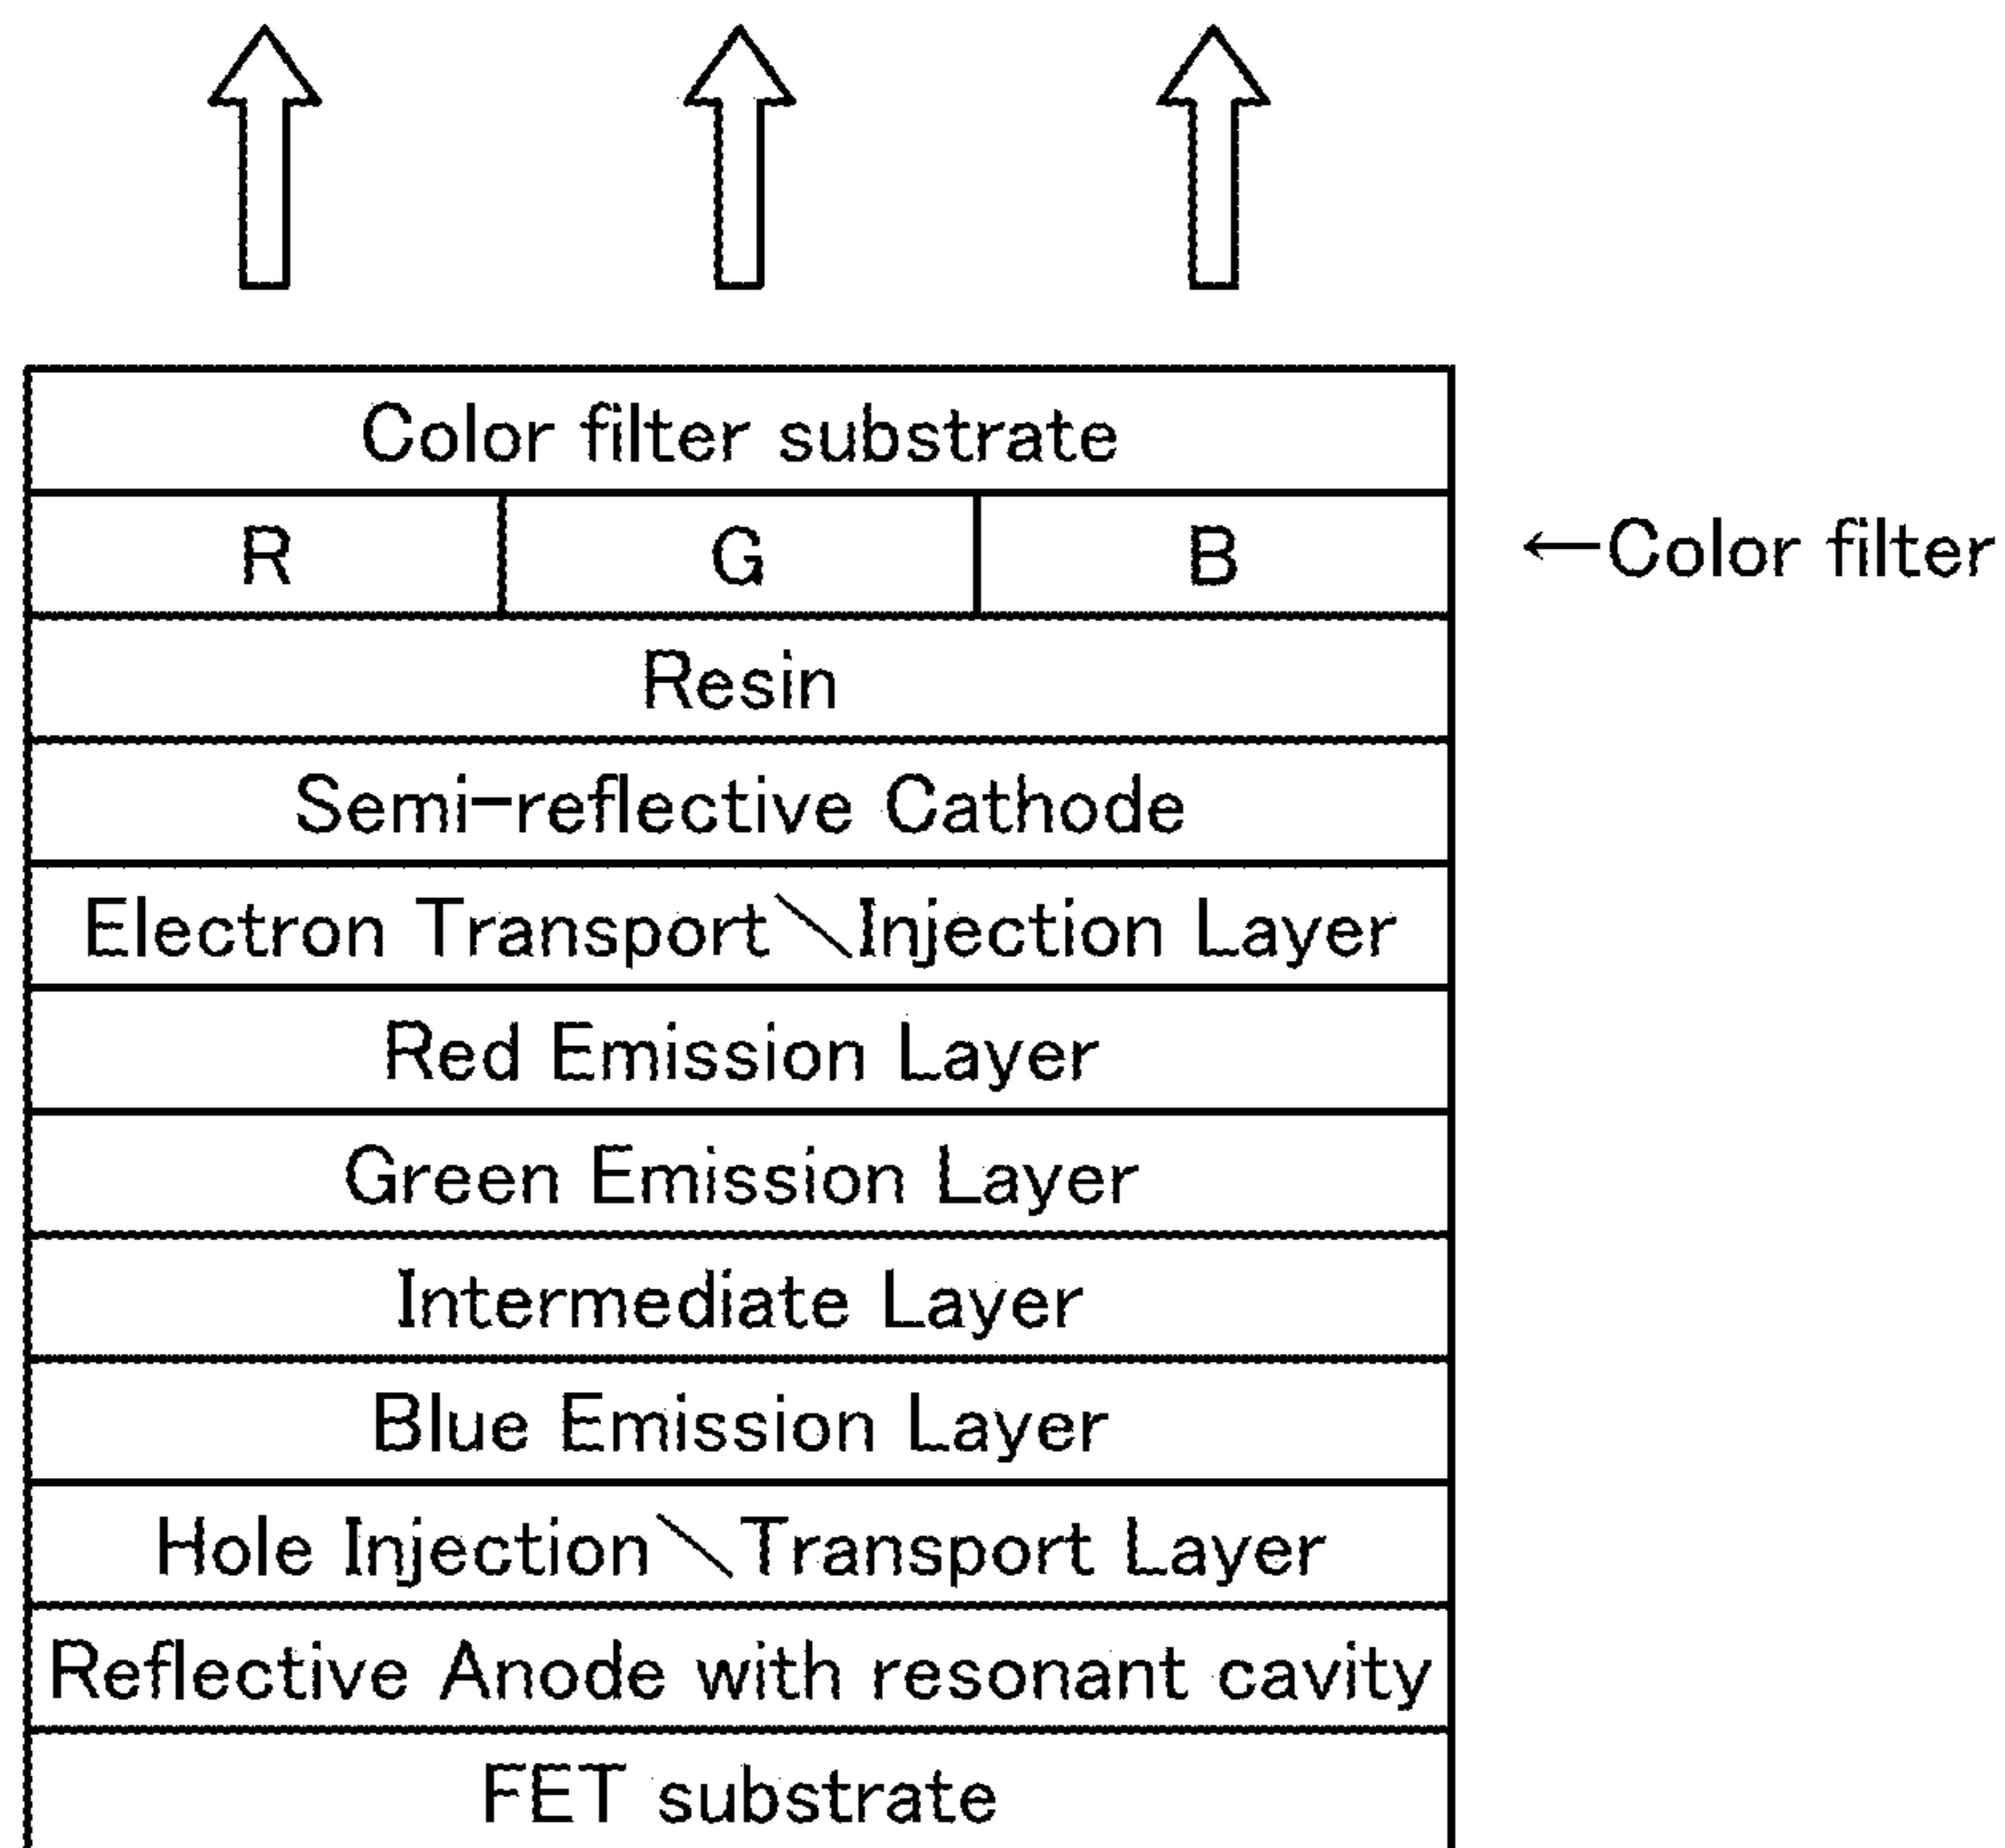 Color filter substrate
R G B ←Color filter
Resin
Semi-reflective Cathode
Electron Transport＼Injection Layer
Red Emission Layer
Green Emission Layer
Intermediate Layer
Blue Emission Layer
Hole Injection＼Transport Layer
Reflective Anode with resonant cavity
FET substrate